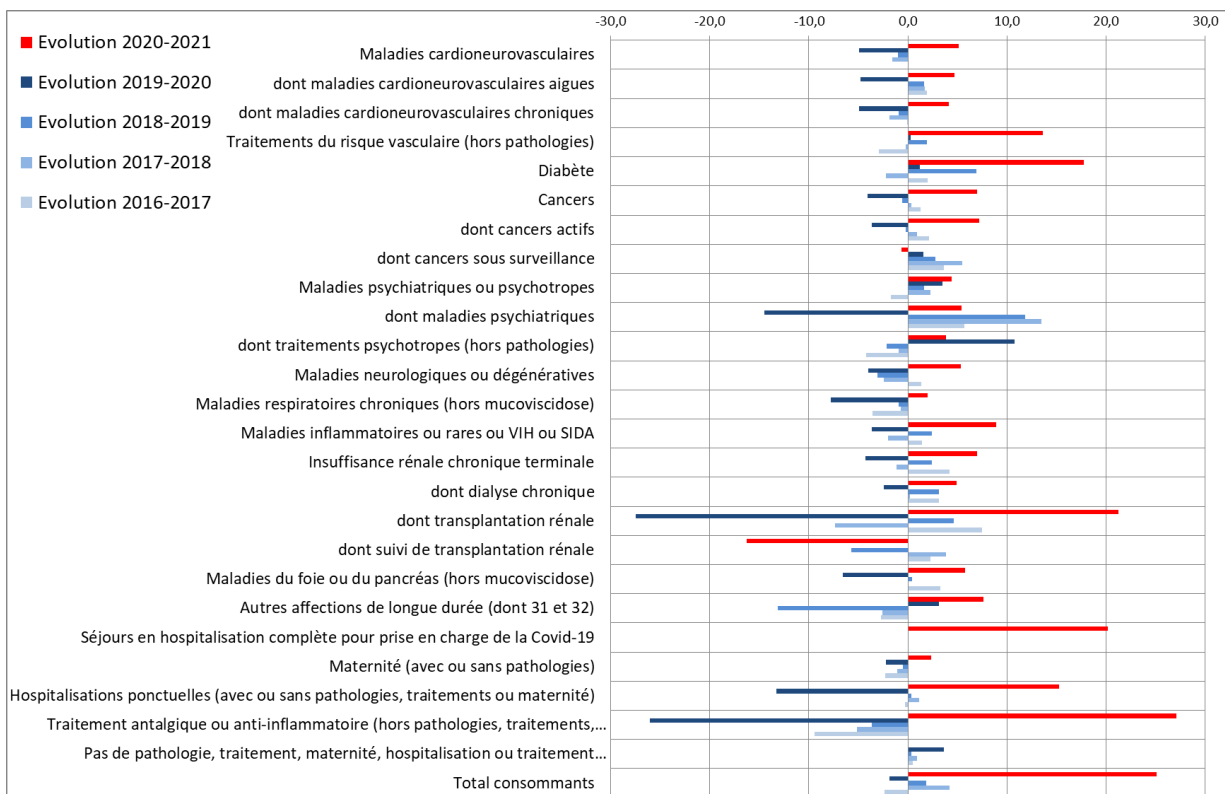 -30,0 -20,0 -10,0 0,0 10,0 20,0 30,0
Evolution 2020-2021
Evolution 2019-2020
Evolution 2018-2019
Evolution 2017-2018
Evolution 2016-2017
Maladies cardioneurovasculaires
dont maladies cardioneurovasculaires aigues
dont maladies cardioneurovasculaires chroniques
Traitements du risque vasculaire (hors pathologies)
Diabète
Cancers
dont cancers actifs
dont cancers sous surveillance
Maladies psychiatriques ou psychotropes
dont maladies psychiatriques
dont traitements psychotropes (hors pathologies)
Maladies neurologiques ou dégénératives
Maladies respiratoires chroniques (hors mucoviscidose)
Maladies inflammatoires ou rares ou VIH ou SIDA
Insuffisance rénale chronique terminale
dont dialyse chronique
dont transplantation rénale
dont suivi de transplantation rénale
Maladies du foie ou du pancréas (hors mucoviscidose)
Autres affections de longue durée (dont 31 et 32)
Séjours en hospitalisation complète pour prise en charge de la Covid-19
Maternité (avec ou sans pathologies)
Hospitalisations ponctuelles (avec ou sans pathologies, traitements ou maternité)
Traitement antalgique ou anti-inflammatoire (hors pathologies, traitements,...
Pas de pathologie, traitement, maternité, hospitalisation ou traitement...
Total consommants